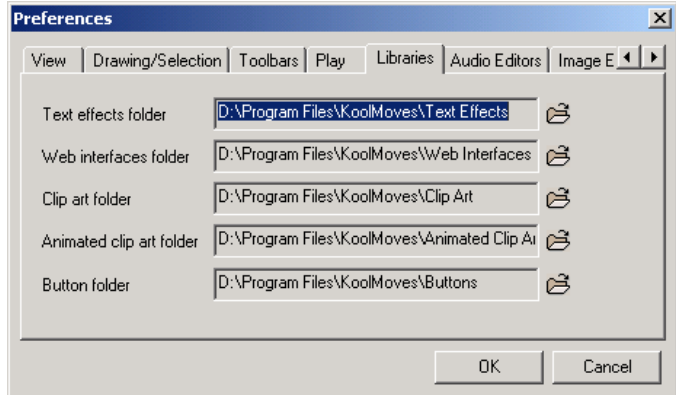 Preferences
View Drawing/Selection Toolbars Play Libraries Audio Editors Image E
Text effects folder D:\Program Files\KoolMoves\Text Effects
Web interfaces folder D:\Program Files\KoolMoves\Web Interfaces
Clip art folder D:\Program Files\KoolMoves\Clip Art
Animated clip art folder D:\Program Files\KoolMoves\Animated Clip Ar
Button folder D:\Program Files\KoolMoves\Buttons
OK Cancel